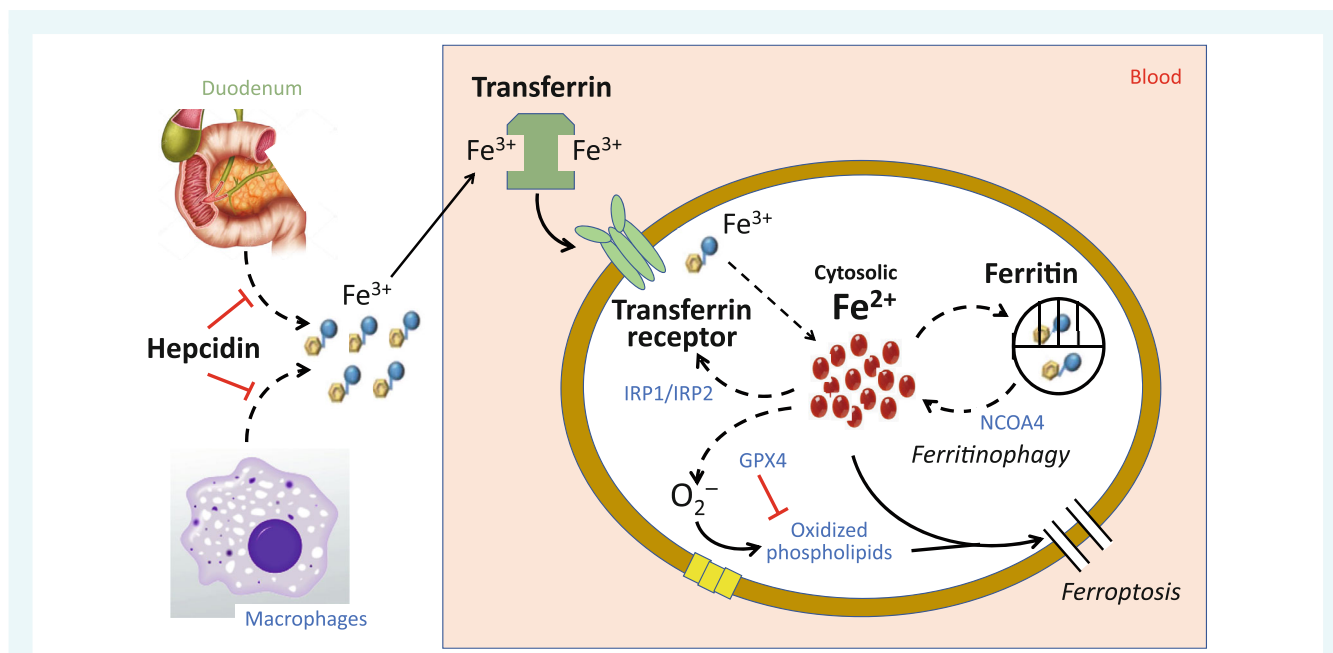 Duodenum
Transferrin
Blood
Fe³⁺ Fe³⁺
Fe³⁺
Fe³⁺
Hepcidin
Cytosolic
Fe²⁺
Ferritin
Transferrin
receptor
IRP1/IRP2
NCOA4
Ferritinophagy
GPX4
O₂⁻
Oxidized
phospholipids
Ferroptosis
Macrophages